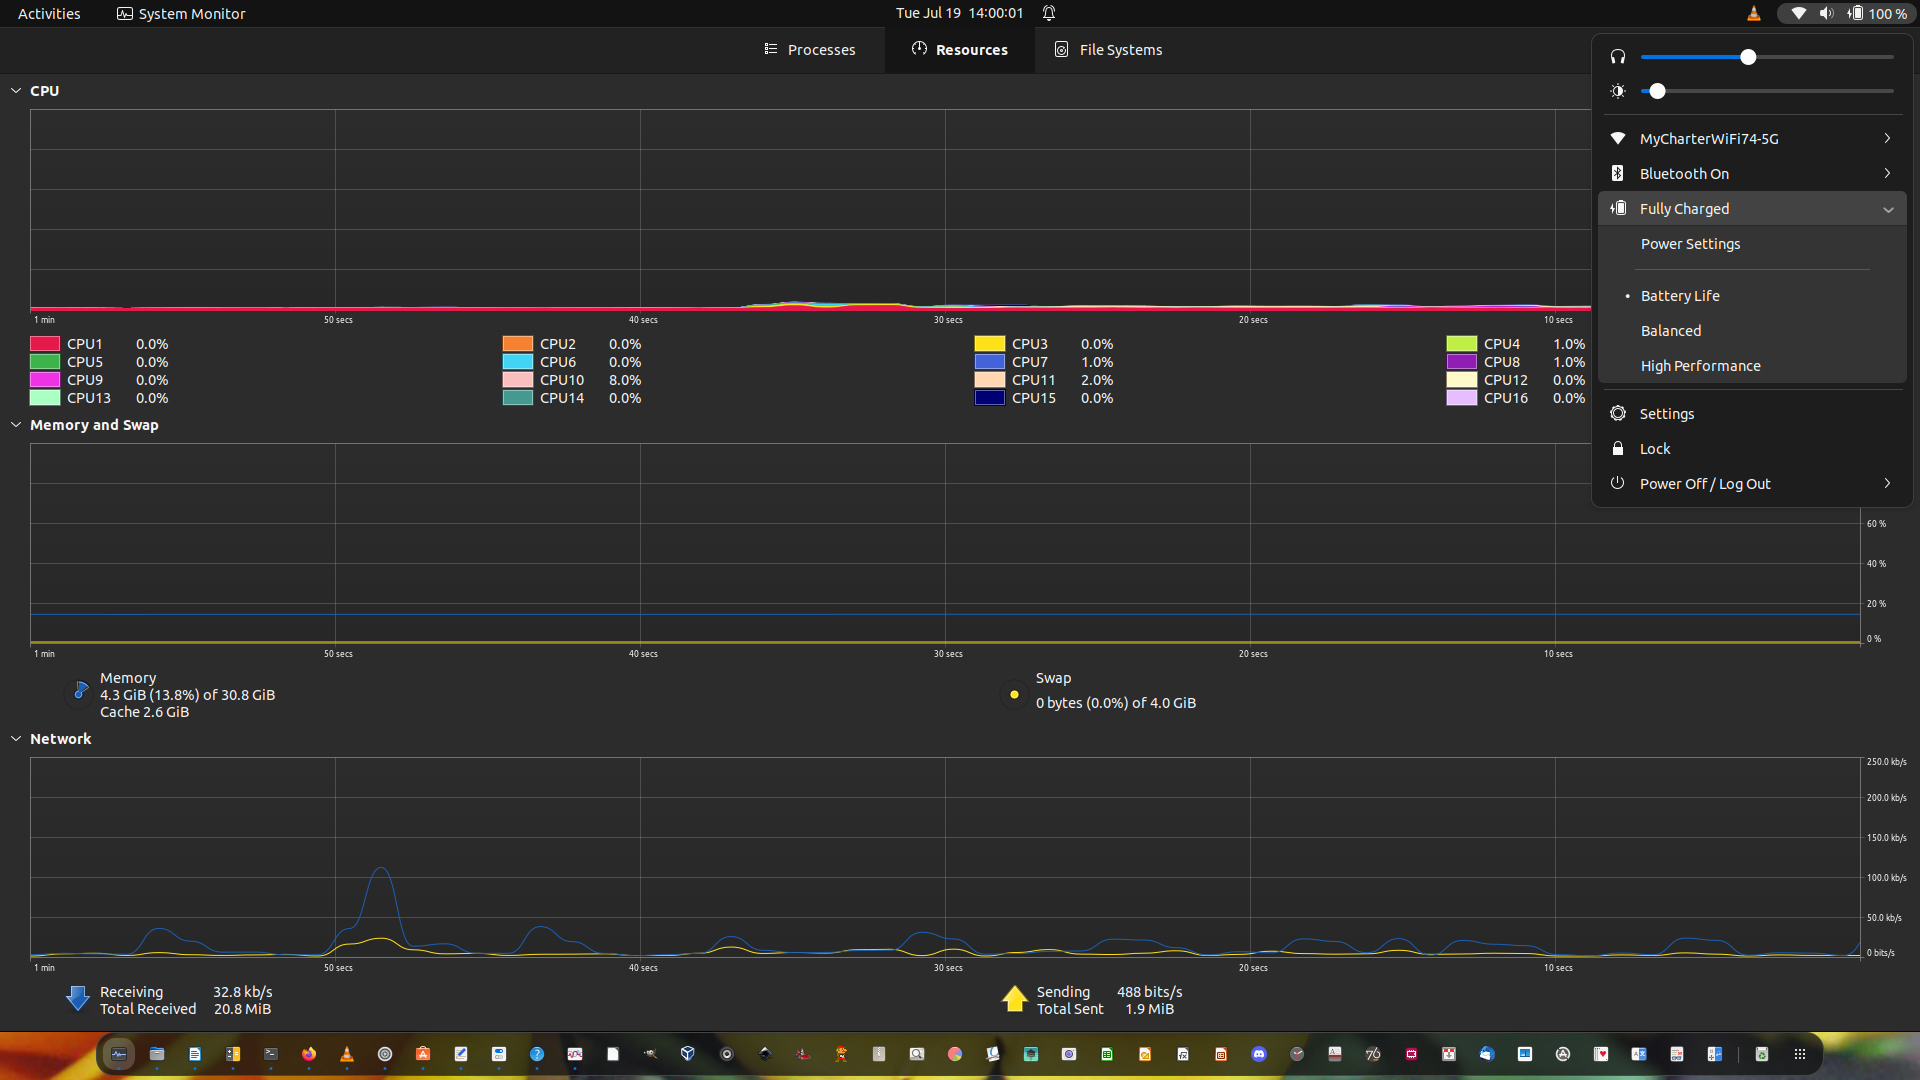 Activities
System Monitor
Tue Jul 19 14:00:01
100 %
Processes
Resources
File Systems
CPU
1 min
50 secs
40 secs
30 secs
20 secs
10 secs
CPU1 0.0%
CPU2 0.0%
CPU3 0.0%
CPU4 1.0%
CPU5 0.0%
CPU6 0.0%
CPU7 1.0%
CPU8 1.0%
CPU9 0.0%
CPU10 8.0%
CPU11 2.0%
CPU12 0.0%
CPU13 0.0%
CPU14 0.0%
CPU15 0.0%
CPU16 0.0%
MyCharterWiFi74-5G
Bluetooth On
Fully Charged
Power Settings
Battery Life
Balanced
High Performance
Settings
Lock
Power Off / Log Out
Memory and Swap
60 %
40 %
20 %
0 %
1 min
50 secs
40 secs
30 secs
20 secs
10 secs
Memory
4.3 GiB (13.8%) of 30.8 GiB
Cache 2.6 GiB
Swap
0 bytes (0.0%) of 4.0 GiB
Network
250.0 kb/s
200.0 kb/s
150.0 kb/s
100.0 kb/s
50.0 kb/s
0 bits/s
1 min
50 secs
40 secs
30 secs
20 secs
10 secs
Receiving 32.8 kb/s
Total Received 20.8 MiB
Sending 488 bits/s
Total Sent 1.9 MiB